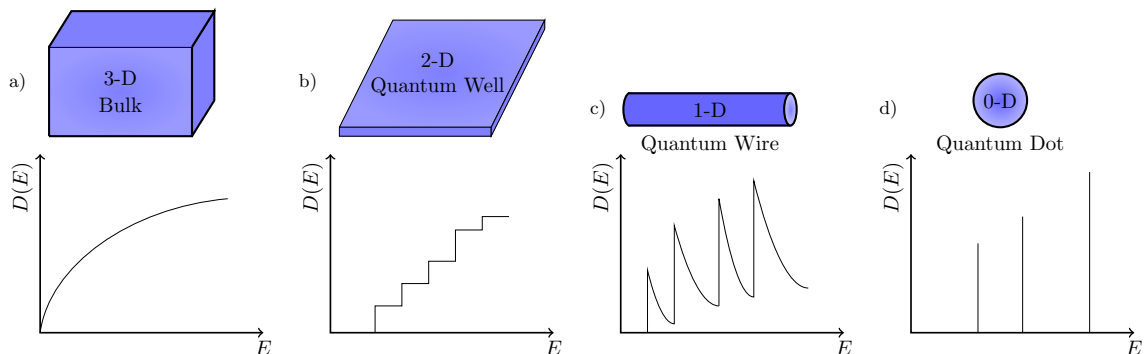 a)
3-D
Bulk
D(E)
E
b)
2-D
Quantum Well
D(E)
E
c)
1-D
Quantum Wire
D(E)
E
d)
0-D
Quantum Dot
D(E)
E